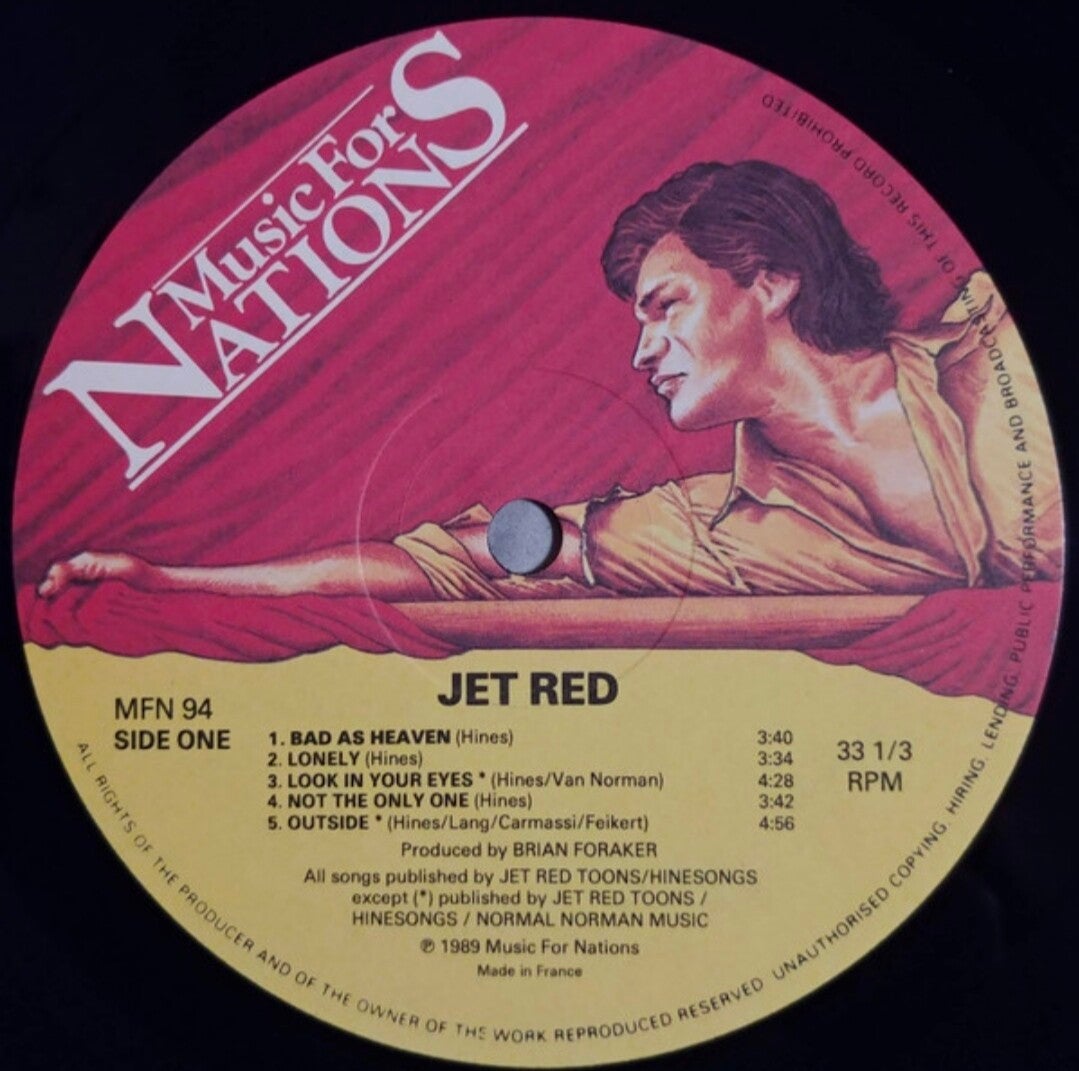 Music For
NATIONS
JET RED
MFN 94
SIDE ONE
1. BAD AS HEAVEN (Hines) 3:40
2. LONELY (Hines) 3:34
3. LOOK IN YOUR EYES * (Hines/Van Norman) 4:28
4. NOT THE ONLY ONE (Hines) 3:42
5. OUTSIDE * (Hines/Lang/Carmassi/Feikert) 4:56
33 1/3
RPM
Produced by BRIAN FORAKER
All songs published by JET RED TOONS/HINESONGS
except (*) published by JET RED TOONS /
HINESONGS / NORMAL NORMAN MUSIC
℗ 1989 Music For Nations
Made in France
ALL RIGHTS OF THE PRODUCER AND OF THE OWNER OF THE WORK REPRODUCED RESERVED UNAUTHORISED COPYING, HIRING, LENDING, PUBLIC PERFORMANCE AND BROADCASTING OF THIS RECORD PROHIBITED